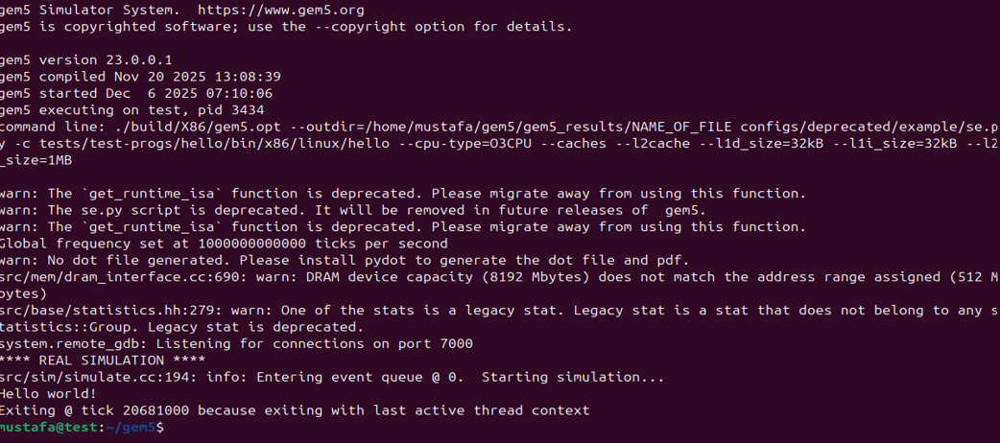 gem5 Simulator System.  https://www.gem5.org
gem5 is copyrighted software; use the --copyright option for details.
gem5 version 23.0.0.1
gem5 compiled Nov 20 2025 13:08:39
gem5 started Dec  6 2025 07:10:06
gem5 executing on test, pid 3434
command line: ./build/X86/gem5.opt --outdir=/home/mustafa/gem5/gem5_results/NAME_OF_FILE configs/deprecated/example/se.p
y -c tests/test-progs/hello/bin/x86/linux/hello --cpu-type=O3CPU --caches --l2cache --l1d_size=32kB --l1i_size=32kB --l2
_size=1MB
warn: The `get_runtime_isa` function is deprecated. Please migrate away from using this function.
warn: The se.py script is deprecated. It will be removed in future releases of  gem5.
warn: The `get_runtime_isa` function is deprecated. Please migrate away from using this function.
Global frequency set at 1000000000000 ticks per second
warn: No dot file generated. Please install pydot to generate the dot file and pdf.
src/mem/dram_interface.cc:690: warn: DRAM device capacity (8192 Mbytes) does not match the address range assigned (512 M
bytes)
src/base/statistics.hh:279: warn: One of the stats is a legacy stat. Legacy stat is a stat that does not belong to any s
tatistics::Group. Legacy stat is deprecated.
system.remote_gdb: Listening for connections on port 7000
**** REAL SIMULATION ****
src/sim/simulate.cc:194: info: Entering event queue @ 0.  Starting simulation...
Hello world!
Exiting @ tick 20681000 because exiting with last active thread context
mustafa@test:~/gem5$